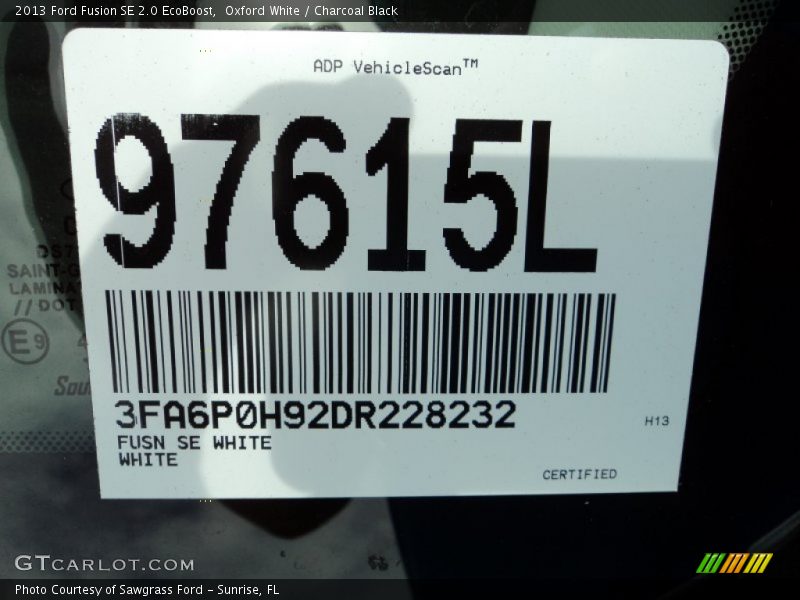 2013 Ford Fusion SE 2.0 EcoBoost,  Oxford White / Charcoal Black
ADP VehicleScan™
97615L
SAINT-G
LAMINA
// DOT
E9
3FA6P0H92DR228232
H13
FUSN SE WHITE
WHITE
CERTIFIED
GTCARLOT.COM
Photo Courtesy of Sawgrass Ford - Sunrise, FL